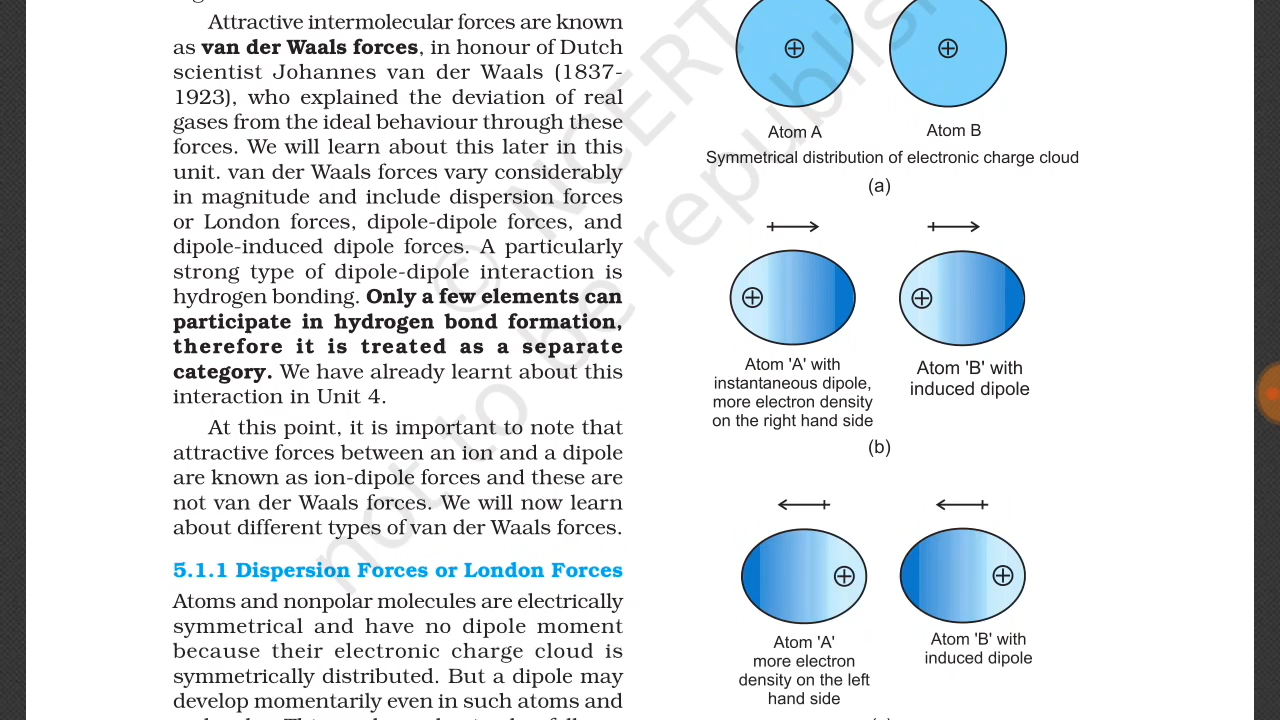 Attractive intermolecular forces are known
as van der Waals forces, in honour of Dutch
scientist Johannes van der Waals (1837-
1923), who explained the deviation of real
gases from the ideal behaviour through these
forces. We will learn about this later in this
unit. van der Waals forces vary considerably
in magnitude and include dispersion forces
or London forces, dipole-dipole forces, and
dipole-induced dipole forces. A particularly
strong type of dipole-dipole interaction is
hydrogen bonding. Only a few elements can
participate in hydrogen bond formation,
therefore it is treated as a separate
category. We have already learnt about this
interaction in Unit 4.
At this point, it is important to note that
attractive forces between an ion and a dipole
are known as ion-dipole forces and these are
not van der Waals forces. We will now learn
about different types of van der Waals forces.
5.1.1 Dispersion Forces or London Forces
Atoms and nonpolar molecules are electrically
symmetrical and have no dipole moment
because their electronic charge cloud is
symmetrically distributed. But a dipole may
develop momentarily even in such atoms and
Atom A
Atom B
Symmetrical distribution of electronic charge cloud
(a)
Atom 'A' with
instantaneous dipole,
more electron density
on the right hand side
Atom 'B' with
induced dipole
(b)
Atom 'A'
more electron
density on the left
hand side
Atom 'B' with
induced dipole
© NCERT
not to be republish